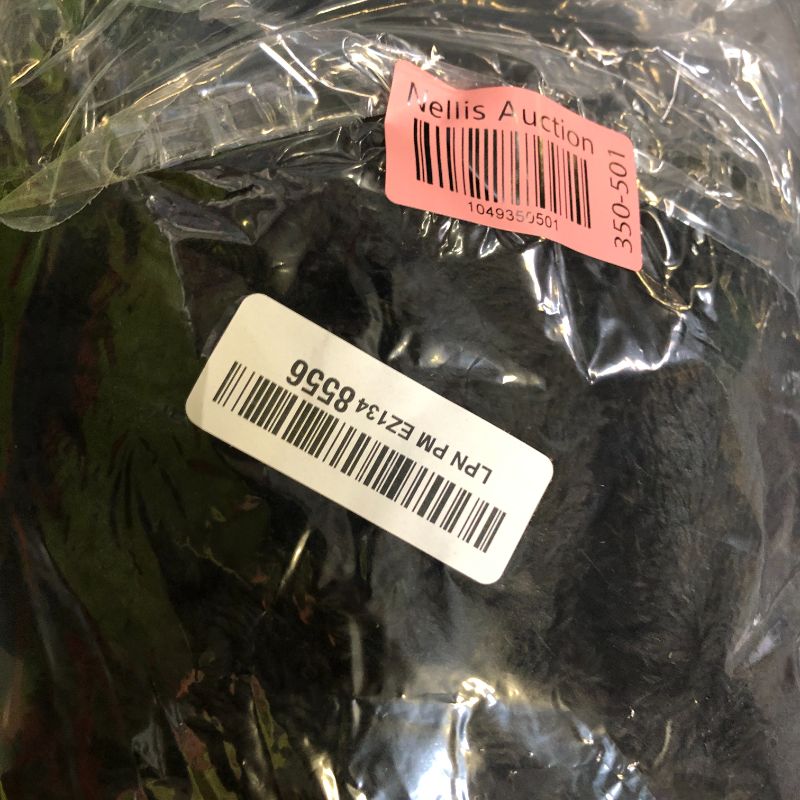 Nellis Auction
1049350501
350-501
LPN PM EZ134 8556